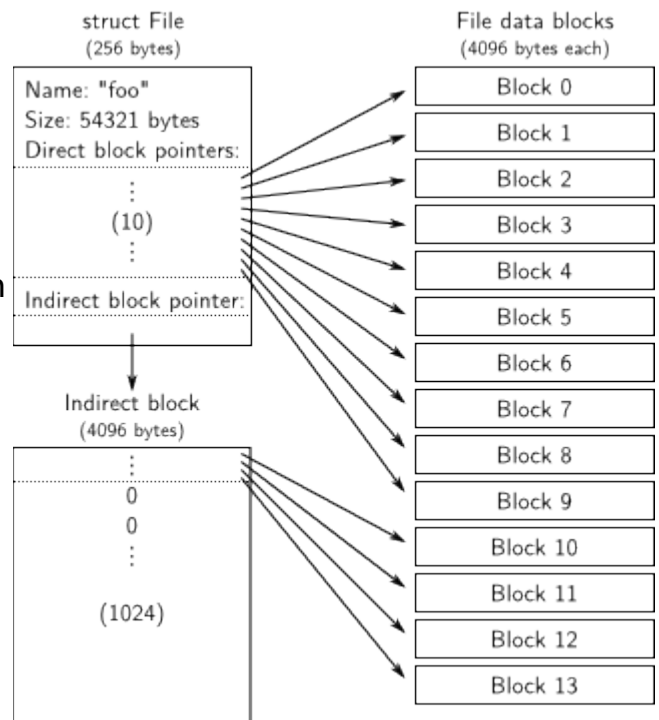 struct File
(256 bytes)
Name: "foo"
Size: 54321 bytes
Direct block pointers:
⋮
(10)
⋮
n
Indirect block pointer:
Indirect block
(4096 bytes)
⋮
0
0
⋮
(1024)
File data blocks
(4096 bytes each)
Block 0
Block 1
Block 2
Block 3
Block 4
Block 5
Block 6
Block 7
Block 8
Block 9
Block 10
Block 11
Block 12
Block 13